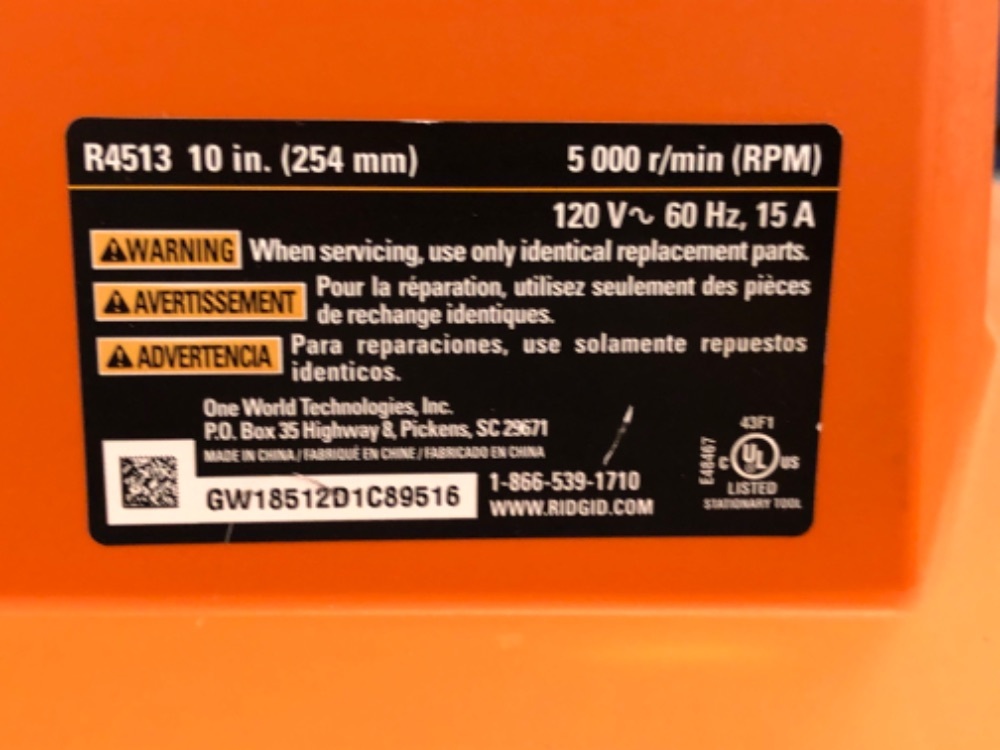 R4513 10 in. (254 mm) 5 000 r/min (RPM)
120 V~ 60 Hz, 15 A
WARNING When servicing, use only identical replacement parts.
AVERTISSEMENT Pour la réparation, utilisez seulement des pièces
de rechange identiques.
ADVERTENCIA Para reparaciones, use solamente repuestos
identicos.
One World Technologies, Inc.
P.O. Box 35 Highway 8, Pickens, SC 29671
MADE IN CHINA / FABRIQUÉ EN CHINE / FABRICADO EN CHINA
GW18512D1C89516
1-866-539-1710
WWW.RIDGID.COM
E48467
43F1
C UL US
LISTED
STATIONARY TOOL